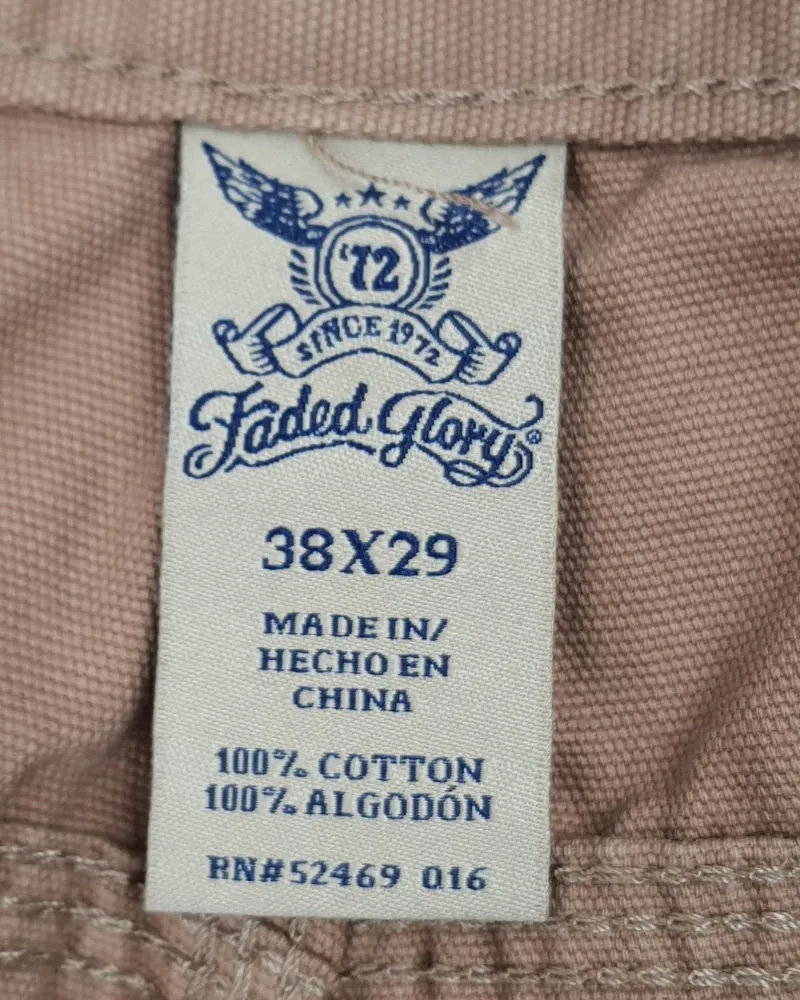 '72
SINCE 1972
Faded Glory®
38X29
MADE IN/
HECHO EN
CHINA
100% COTTON
100% ALGODÓN
RN#52469 016